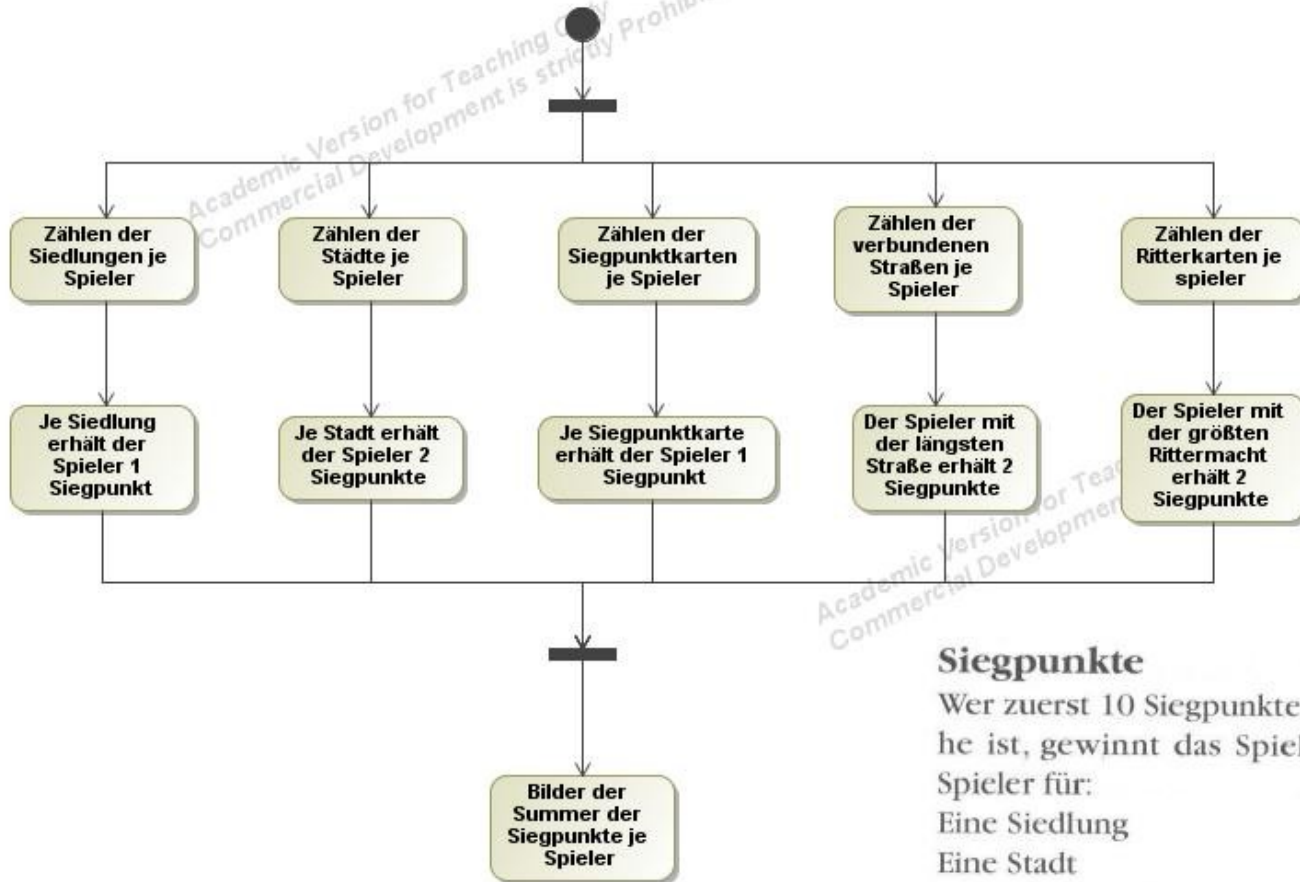 Academic Version for Teaching Only
Commercial Development is strictly
Zählen der
Siedlungen je
Spieler
Zählen der
Städte je
Spieler
Zählen der
Siegpunktkarten
je Spieler
Zählen der
verbundenen
Straßen je
Spieler
Zählen der
Ritterkarten je
spieler
Je Siedlung
erhält der
Spieler 1
Siegpunkt
Je Stadt erhält
der Spieler 2
Siegpunkte
Je Siegpunktkarte
erhält der Spieler 1
Siegpunkt
Der Spieler mit
der längsten
Straße erhält 2
Siegpunkte
Der Spieler mit
der größten
Rittermacht
erhält 2
Siegpunkte
Academic Version for
Commercial
Siegpunkte
Wer zuerst 10 Siegpunkte
he ist, gewinnt das Spiel
Spieler für:
Eine Siedlung
Eine Stadt
Bilder der
Summer der
Siegpunkte je
Spieler